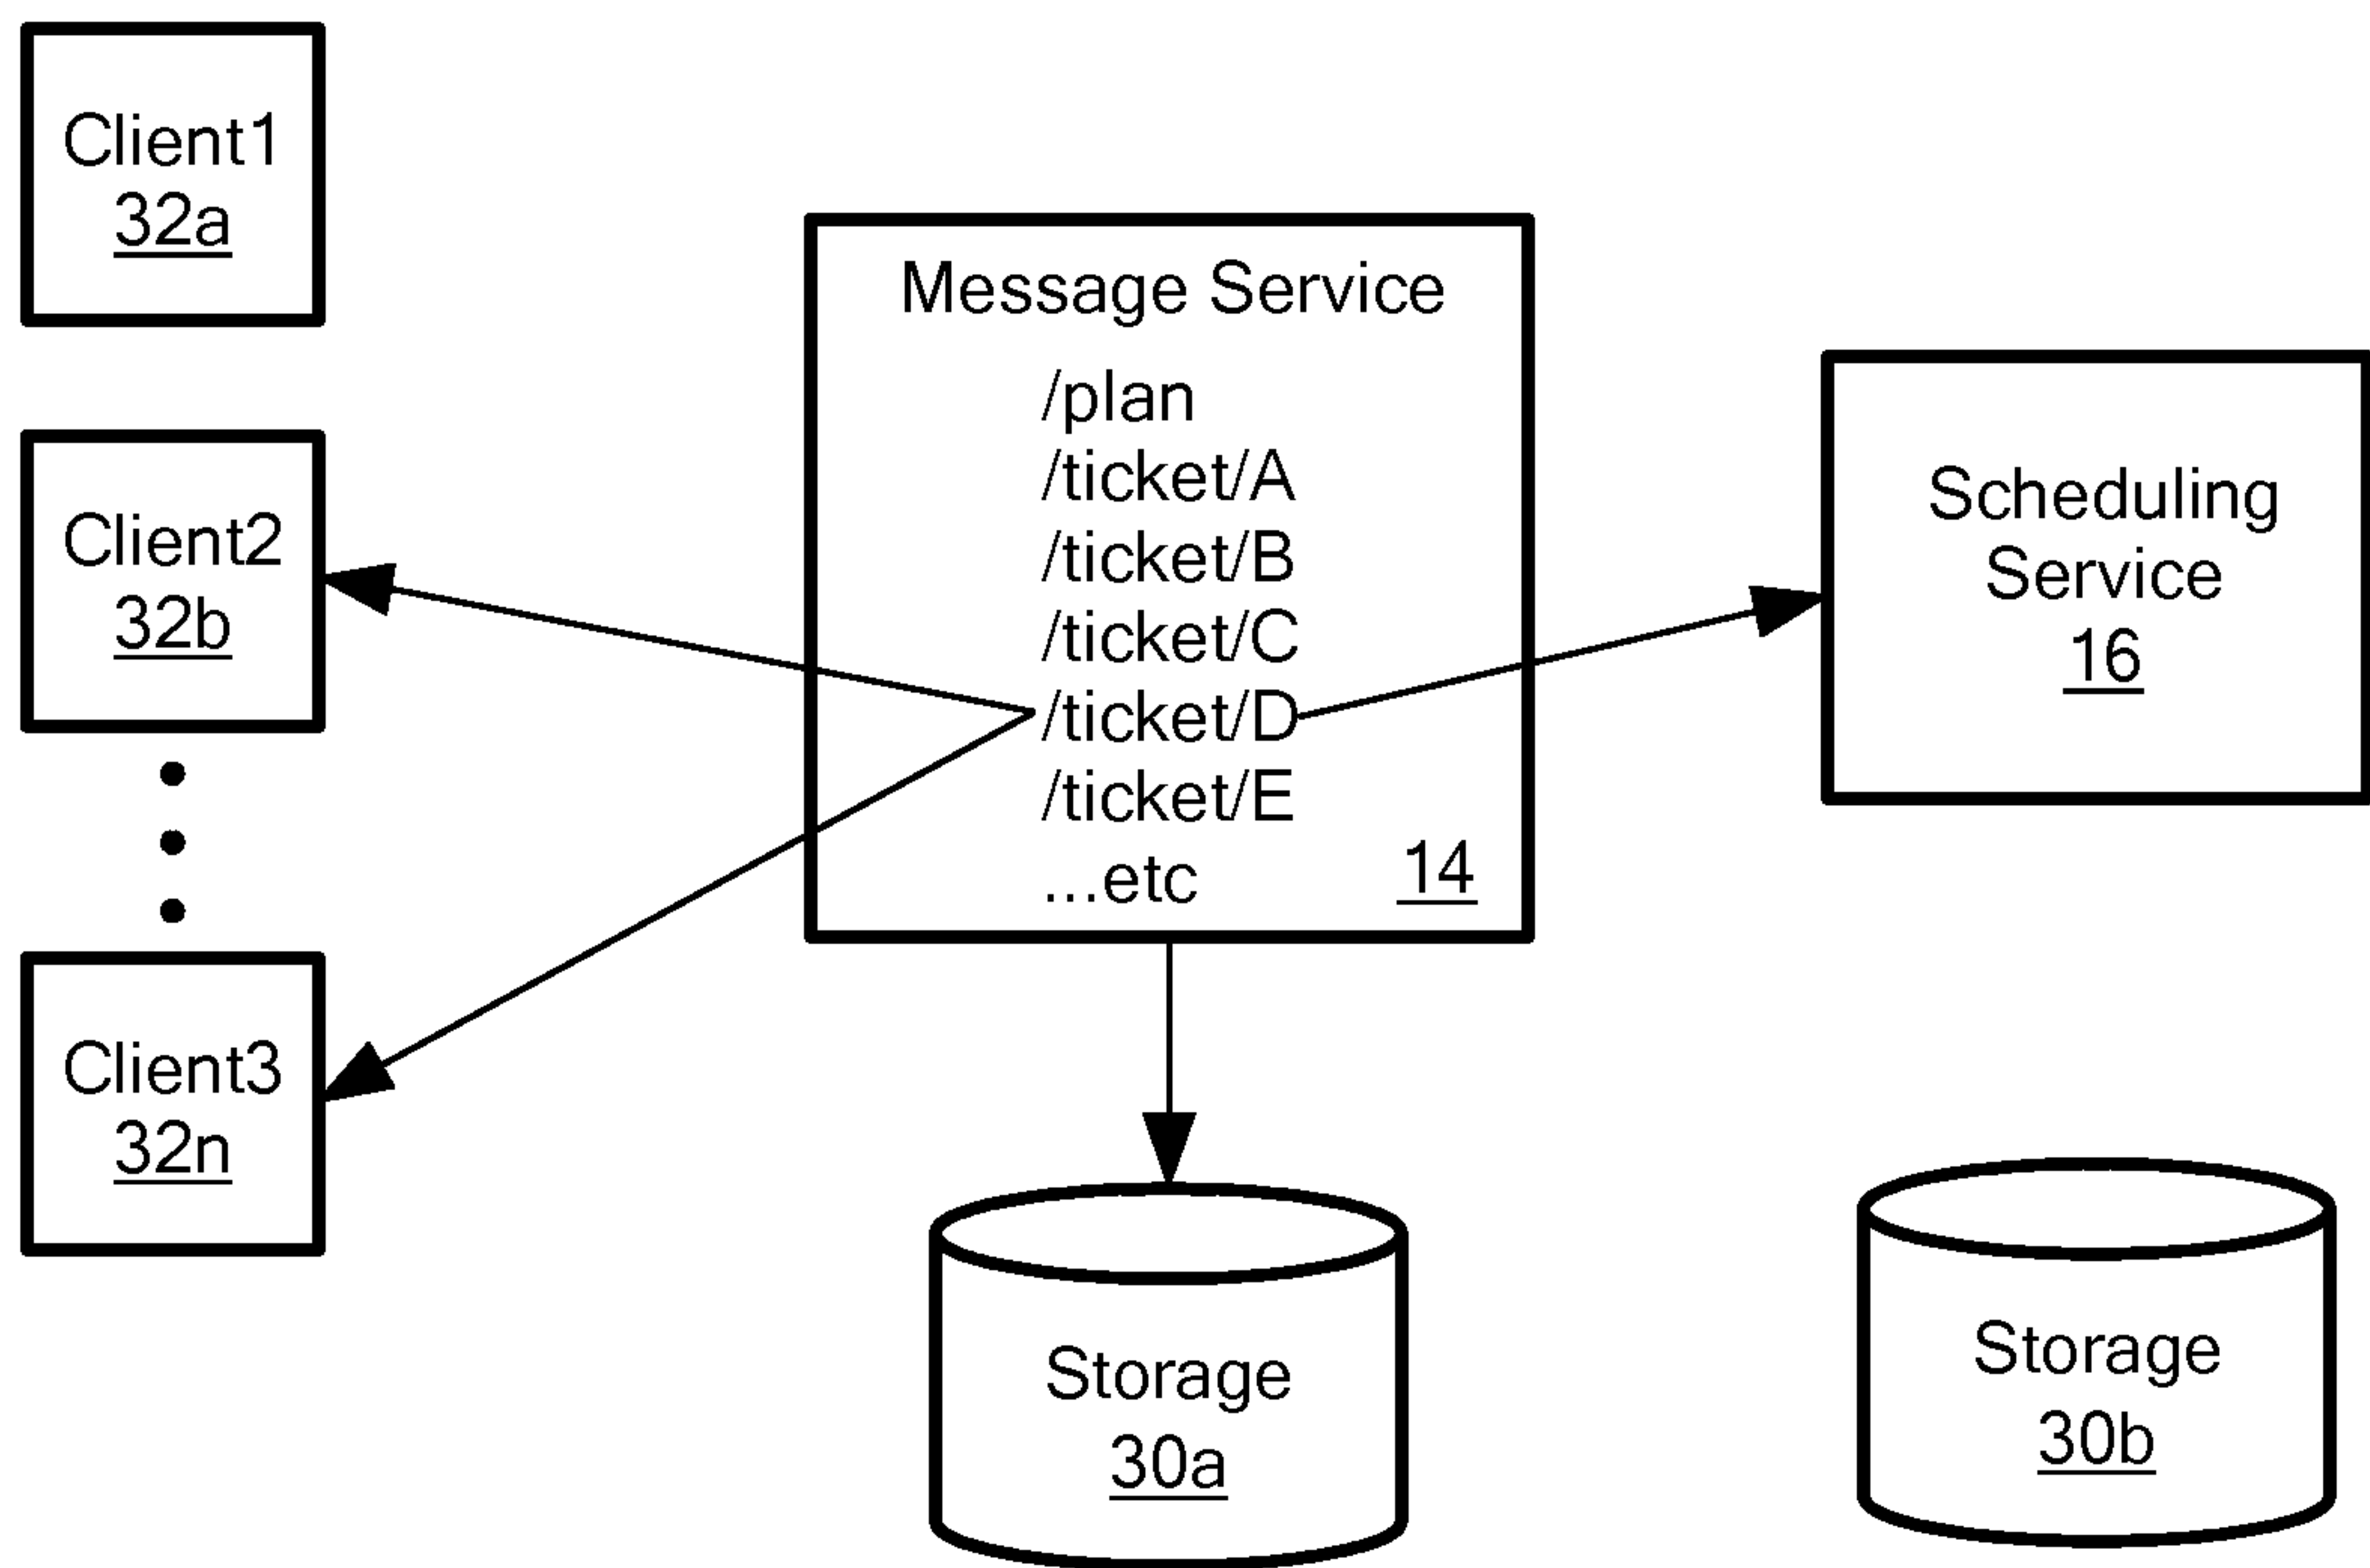 Client1
32a
Client2
32b
Client3
32n
Message Service
/plan
/ticket/A
/ticket/B
/ticket/C
/ticket/D
/ticket/E
...etc
14
Scheduling
Service
16
Storage
30a
Storage
30b